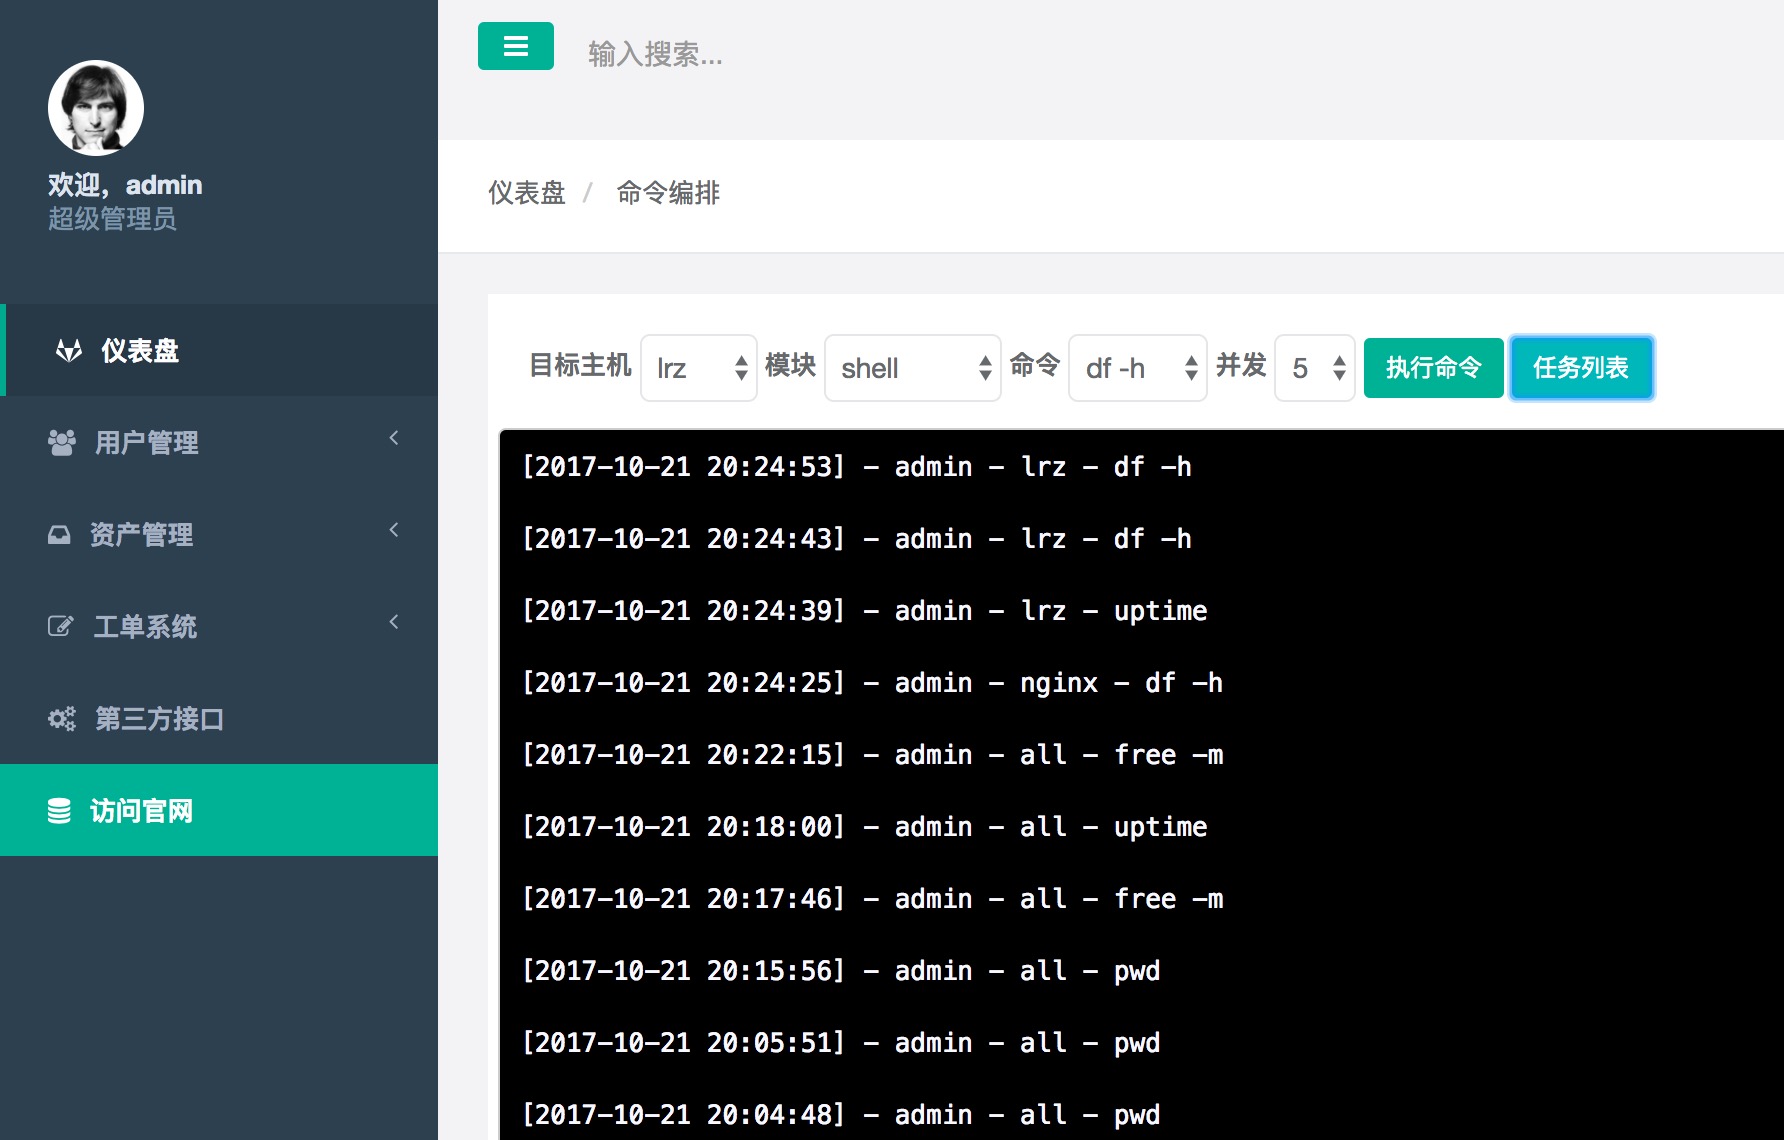 输入搜索...
欢迎，admin
超级管理员
仪表盘 / 命令编排
仪表盘
用户管理
资产管理
工单系统
第三方接口
访问官网
目标主机 lrz 模块 shell 命令 df -h 并发 5 执行命令 任务列表
[2017-10-21 20:24:53] - admin - lrz - df -h
[2017-10-21 20:24:43] - admin - lrz - df -h
[2017-10-21 20:24:39] - admin - lrz - uptime
[2017-10-21 20:24:25] - admin - nginx - df -h
[2017-10-21 20:22:15] - admin - all - free -m
[2017-10-21 20:18:00] - admin - all - uptime
[2017-10-21 20:17:46] - admin - all - free -m
[2017-10-21 20:15:56] - admin - all - pwd
[2017-10-21 20:05:51] - admin - all - pwd
[2017-10-21 20:04:48] - admin - all - pwd